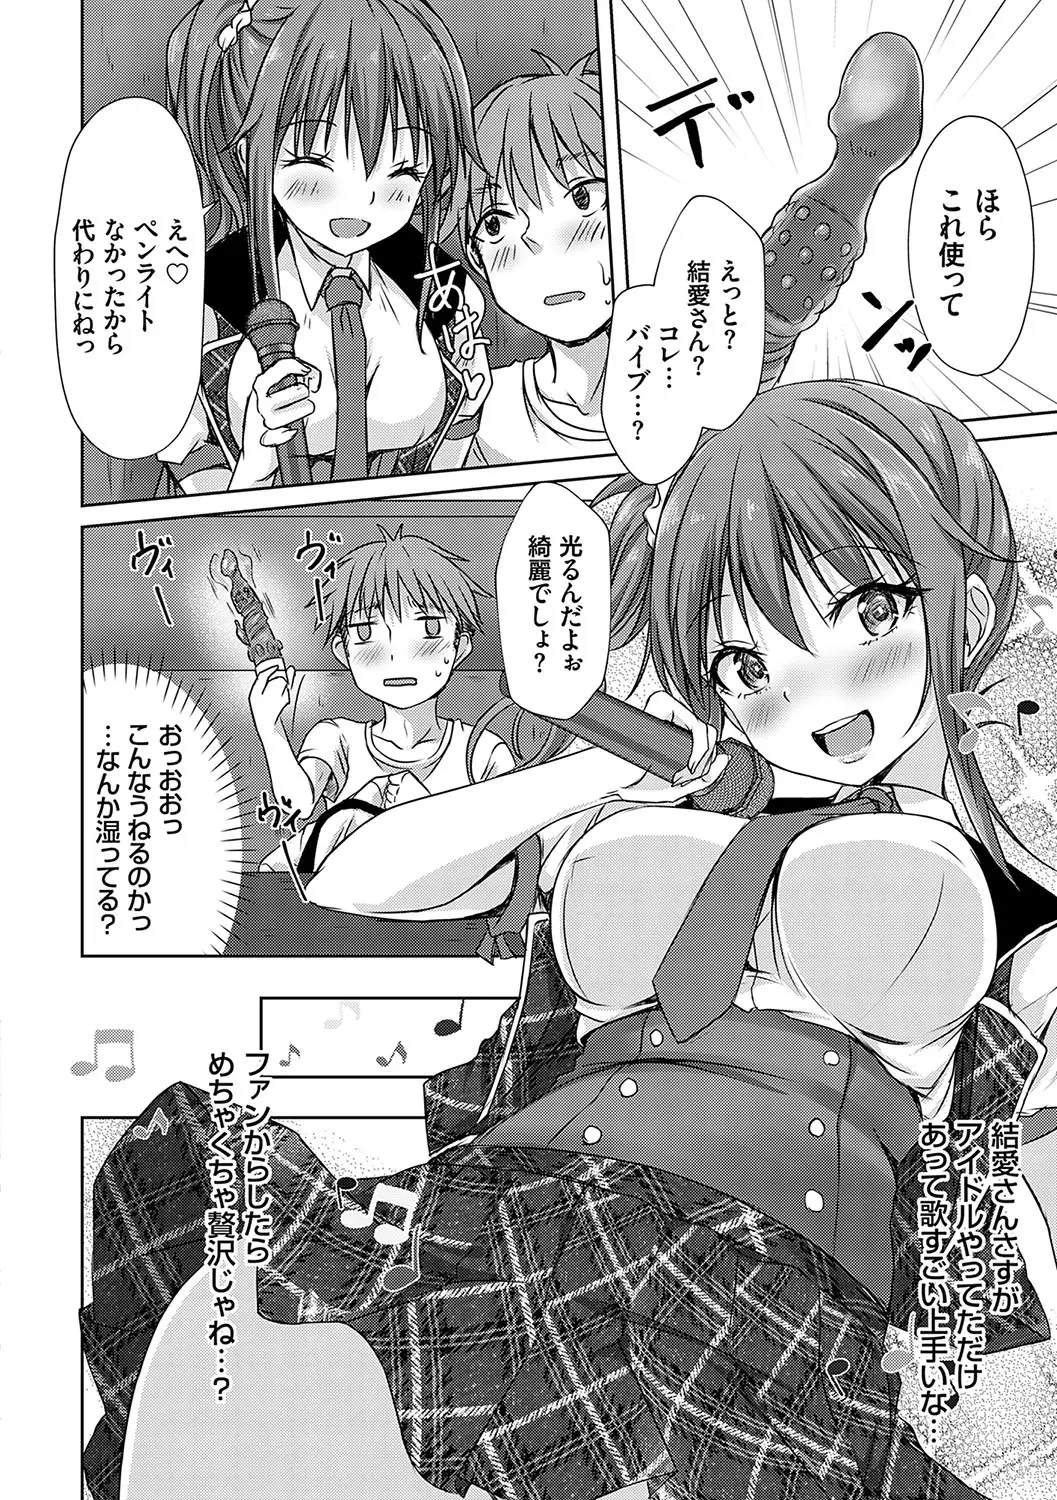 ほら
これ使って
デ
ンッ
えっと?
結愛さん?
コレ…
バイブ…?
あまっ♡
えへ♡
ペンライト
なかったから
代わりにねっ
光るんだよぉ
綺麗でしょ?
ヴィ
ヴィ
ヴィ
おっおおっ
こんなうねるのかっ
…なんか湿ってる?
結愛さんさすが
アイドルやってただけ
あって歌すごい上手いな…
ファンからしたら
めちゃくちゃ贅沢じゃね…?